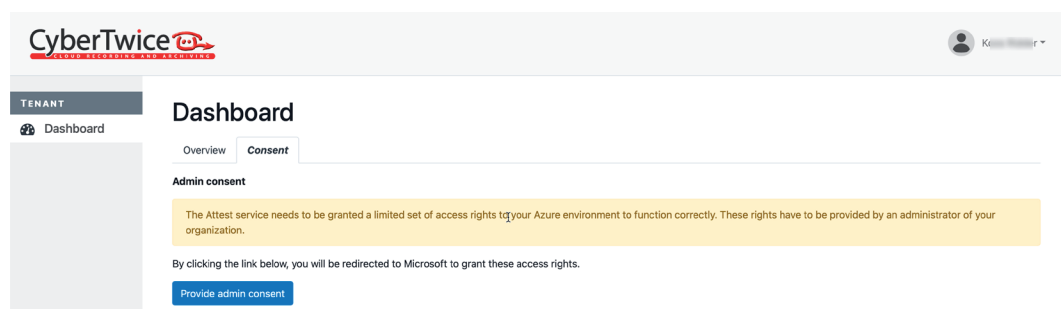 CyberTwice
CLOUD RECORDING AND ARCHIVING
TENANT
Dashboard
Dashboard
Overview
Consent
Admin consent
The Attest service needs to be granted a limited set of access rights to your Azure environment to function correctly. These rights have to be provided by an administrator of your
organization.
By clicking the link below, you will be redirected to Microsoft to grant these access rights.
Provide admin consent